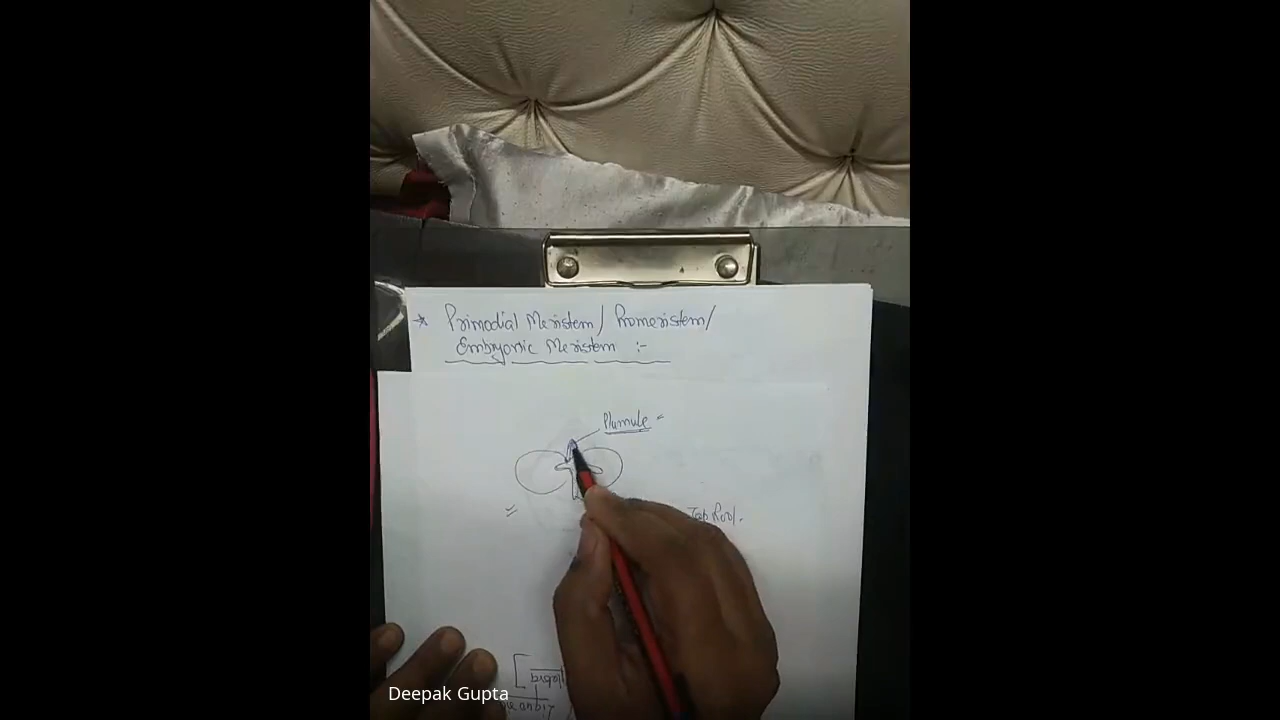 * Primodial Meristem / Promeristem /
Embryonic Meristem :-
Plumule
Tap Root.
Deepak Gupta